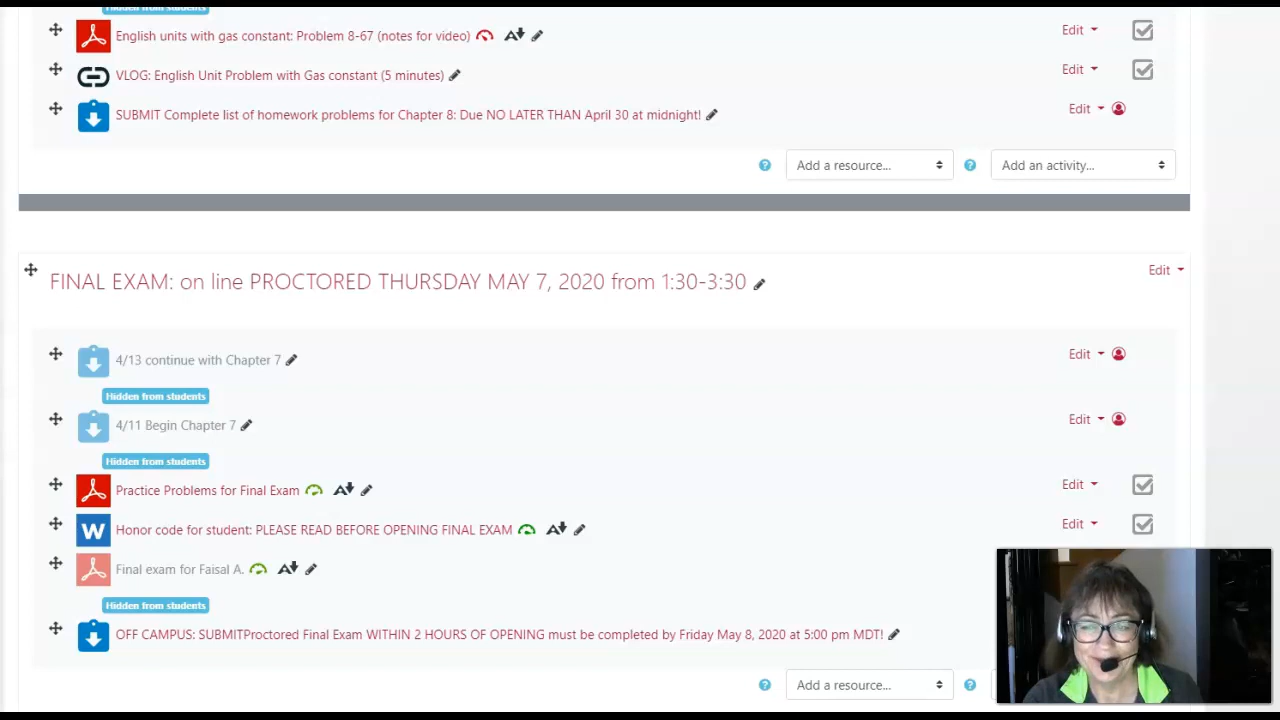 Hidden from students
English units with gas constant: Problem 8-67 (notes for video)
Edit
VLOG: English Unit Problem with Gas constant (5 minutes)
Edit
SUBMIT Complete list of homework problems for Chapter 8: Due NO LATER THAN April 30 at midnight!
Edit
Add a resource...
Add an activity...
FINAL EXAM: on line PROCTORED THURSDAY MAY 7, 2020 from 1:30-3:30
Edit
4/13 continue with Chapter 7
Edit
Hidden from students
4/11 Begin Chapter 7
Edit
Hidden from students
Practice Problems for Final Exam
Edit
Honor code for student: PLEASE READ BEFORE OPENING FINAL EXAM
Edit
Final exam for Faisal A.
Hidden from students
OFF CAMPUS: SUBMITProctored Final Exam WITHIN 2 HOURS OF OPENING must be completed by Friday May 8, 2020 at 5:00 pm MDT!
Add a resource...